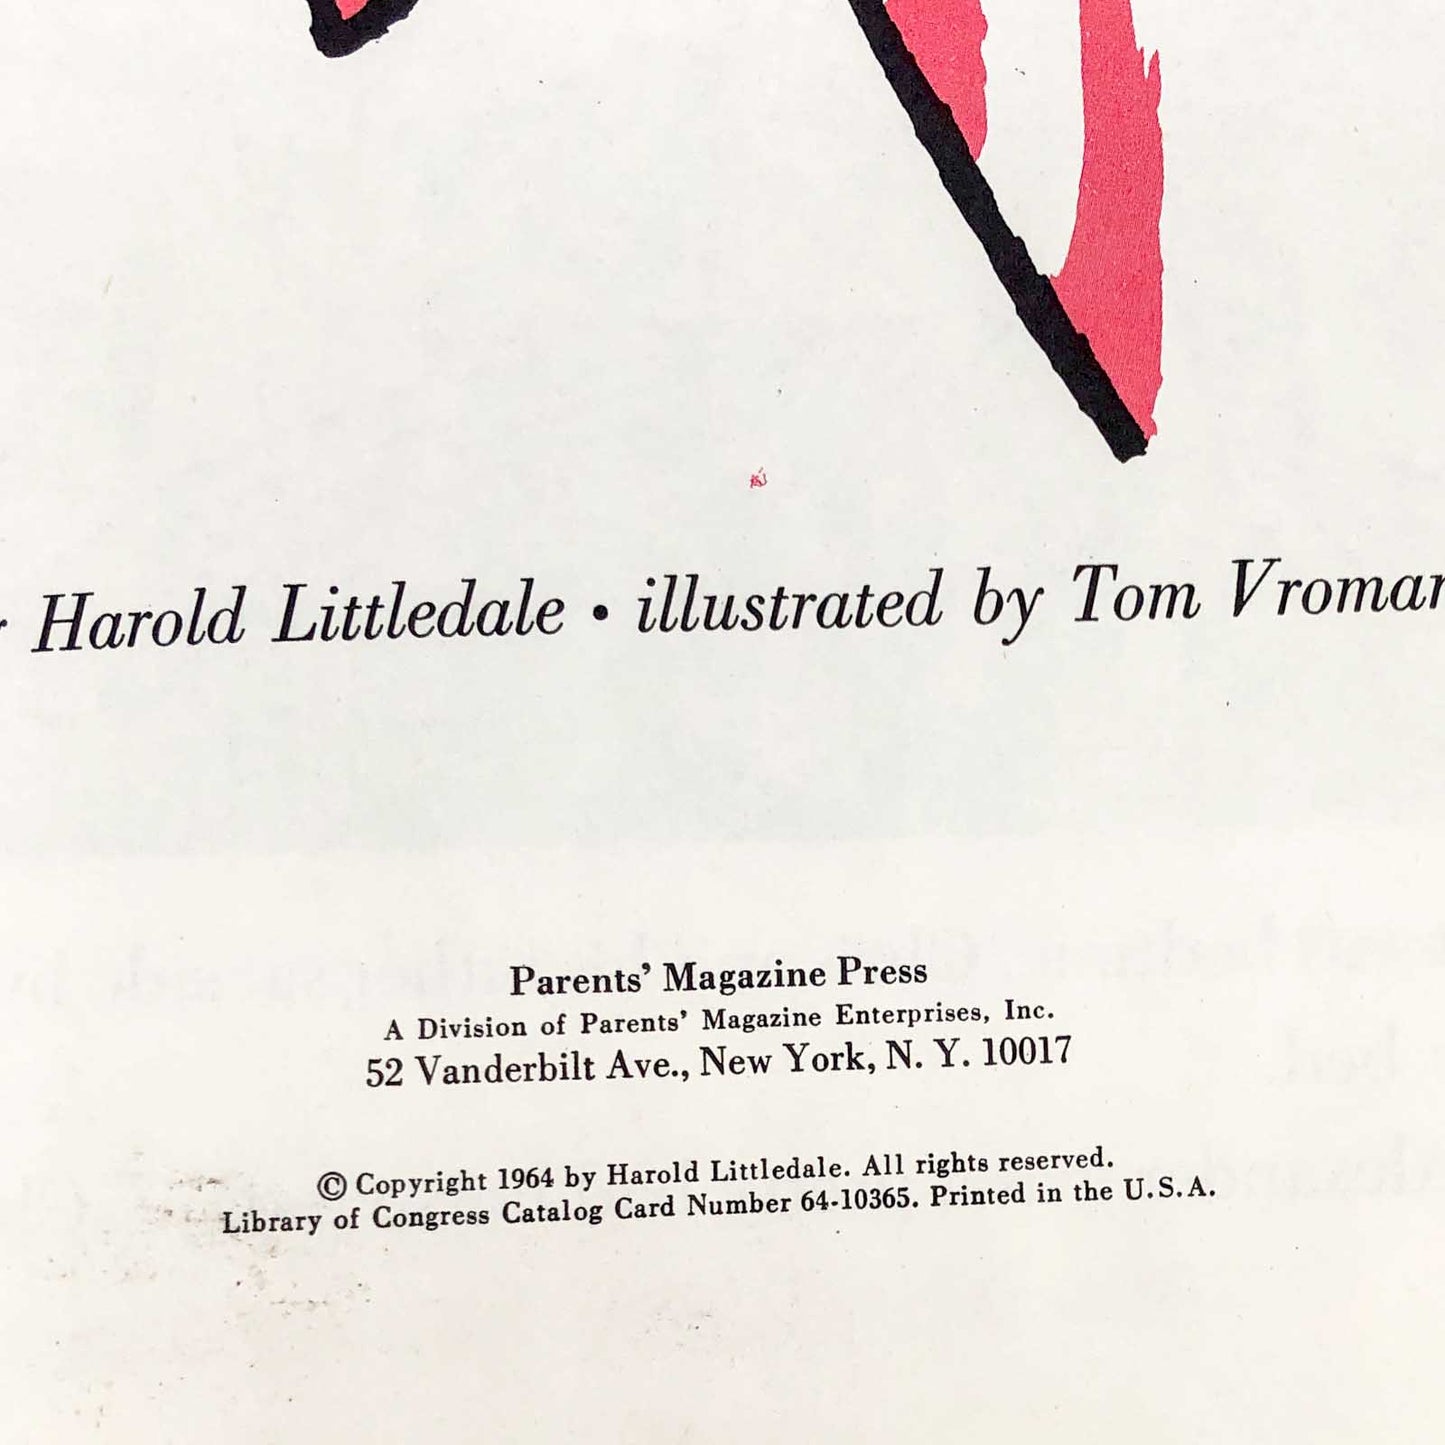 Harold Littledale • illustrated by Tom Vroman
Parents' Magazine Press
A Division of Parents' Magazine Enterprises, Inc.
52 Vanderbilt Ave., New York, N. Y. 10017
© Copyright 1964 by Harold Littledale. All rights reserved.
Library of Congress Catalog Card Number 64-10365. Printed in the U.S.A.